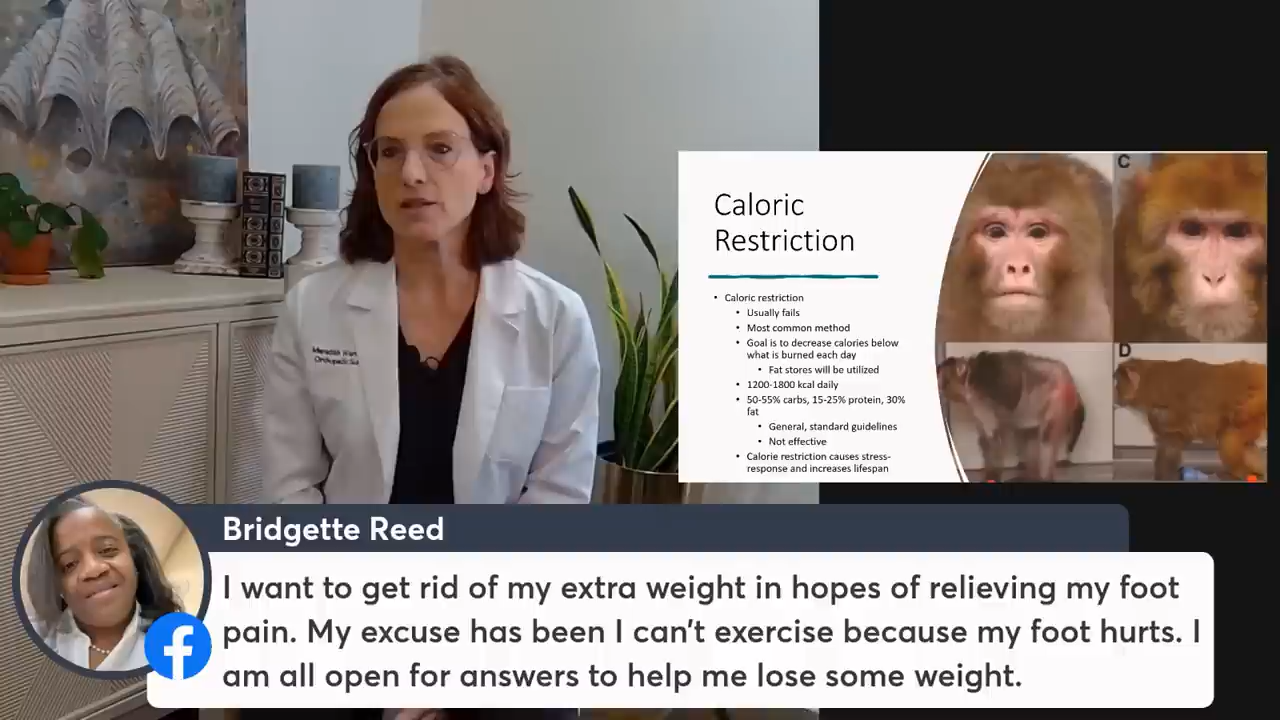 C
Caloric
Restriction
• Caloric restriction
• Usually fails
• Most common method
• Goal is to decrease calories below
what is burned each day
• Fat stores will be utilized
• 1200-1800 kcal daily
• 50-55% carbs, 15-25% protein, 30%
fat
• General, standard guidelines
• Not effective
• Calorie restriction causes stress-
response and increases lifespan
D
Meredith War
Orthopedic Su
Bridgette Reed
I want to get rid of my extra weight in hopes of relieving my foot
pain. My excuse has been I can't exercise because my foot hurts. I
am all open for answers to help me lose some weight.